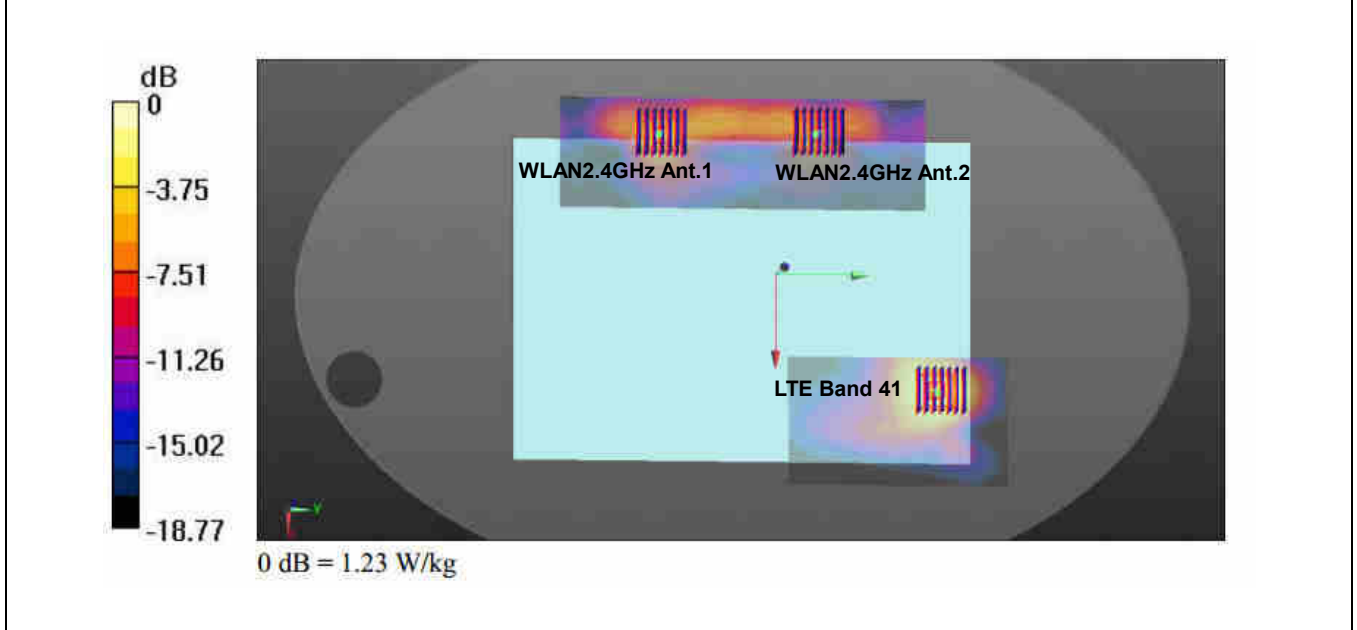 dB
0
-3.75
-7.51
-11.26
-15.02
-18.77
WLAN2.4GHz Ant.1
WLAN2.4GHz Ant.2
LTE Band 41
Y
0 dB = 1.23 W/kg